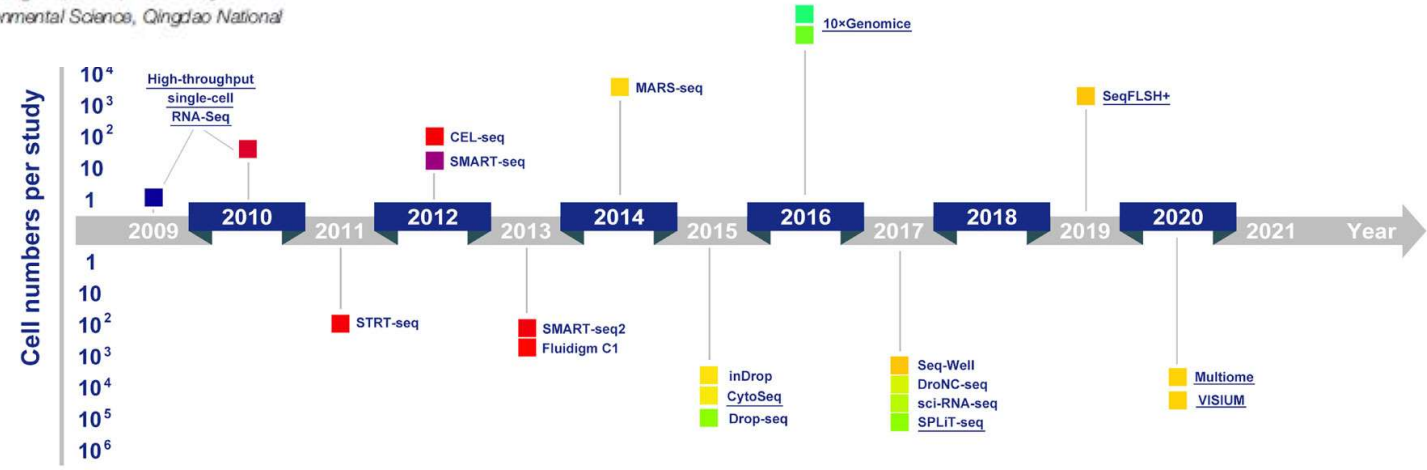 nmental Science, Qingdao National
Cell numbers per study
10⁴
10³
10²
10
1
High-throughput
single-cell
RNA-Seq
CEL-seq
SMART-seq
MARS-seq
10×Genomice
SeqFLSH+
2009
2010
2011
2012
2013
2014
2015
2016
2017
2018
2019
2020
2021
Year
1
10
10²
10³
10⁴
10⁵
10⁶
STRT-seq
SMART-seq2
Fluidigm C1
inDrop
CytoSeq
Drop-seq
Seq-Well
DroNC-seq
sci-RNA-seq
SPLiT-seq
Multiome
VISIUM